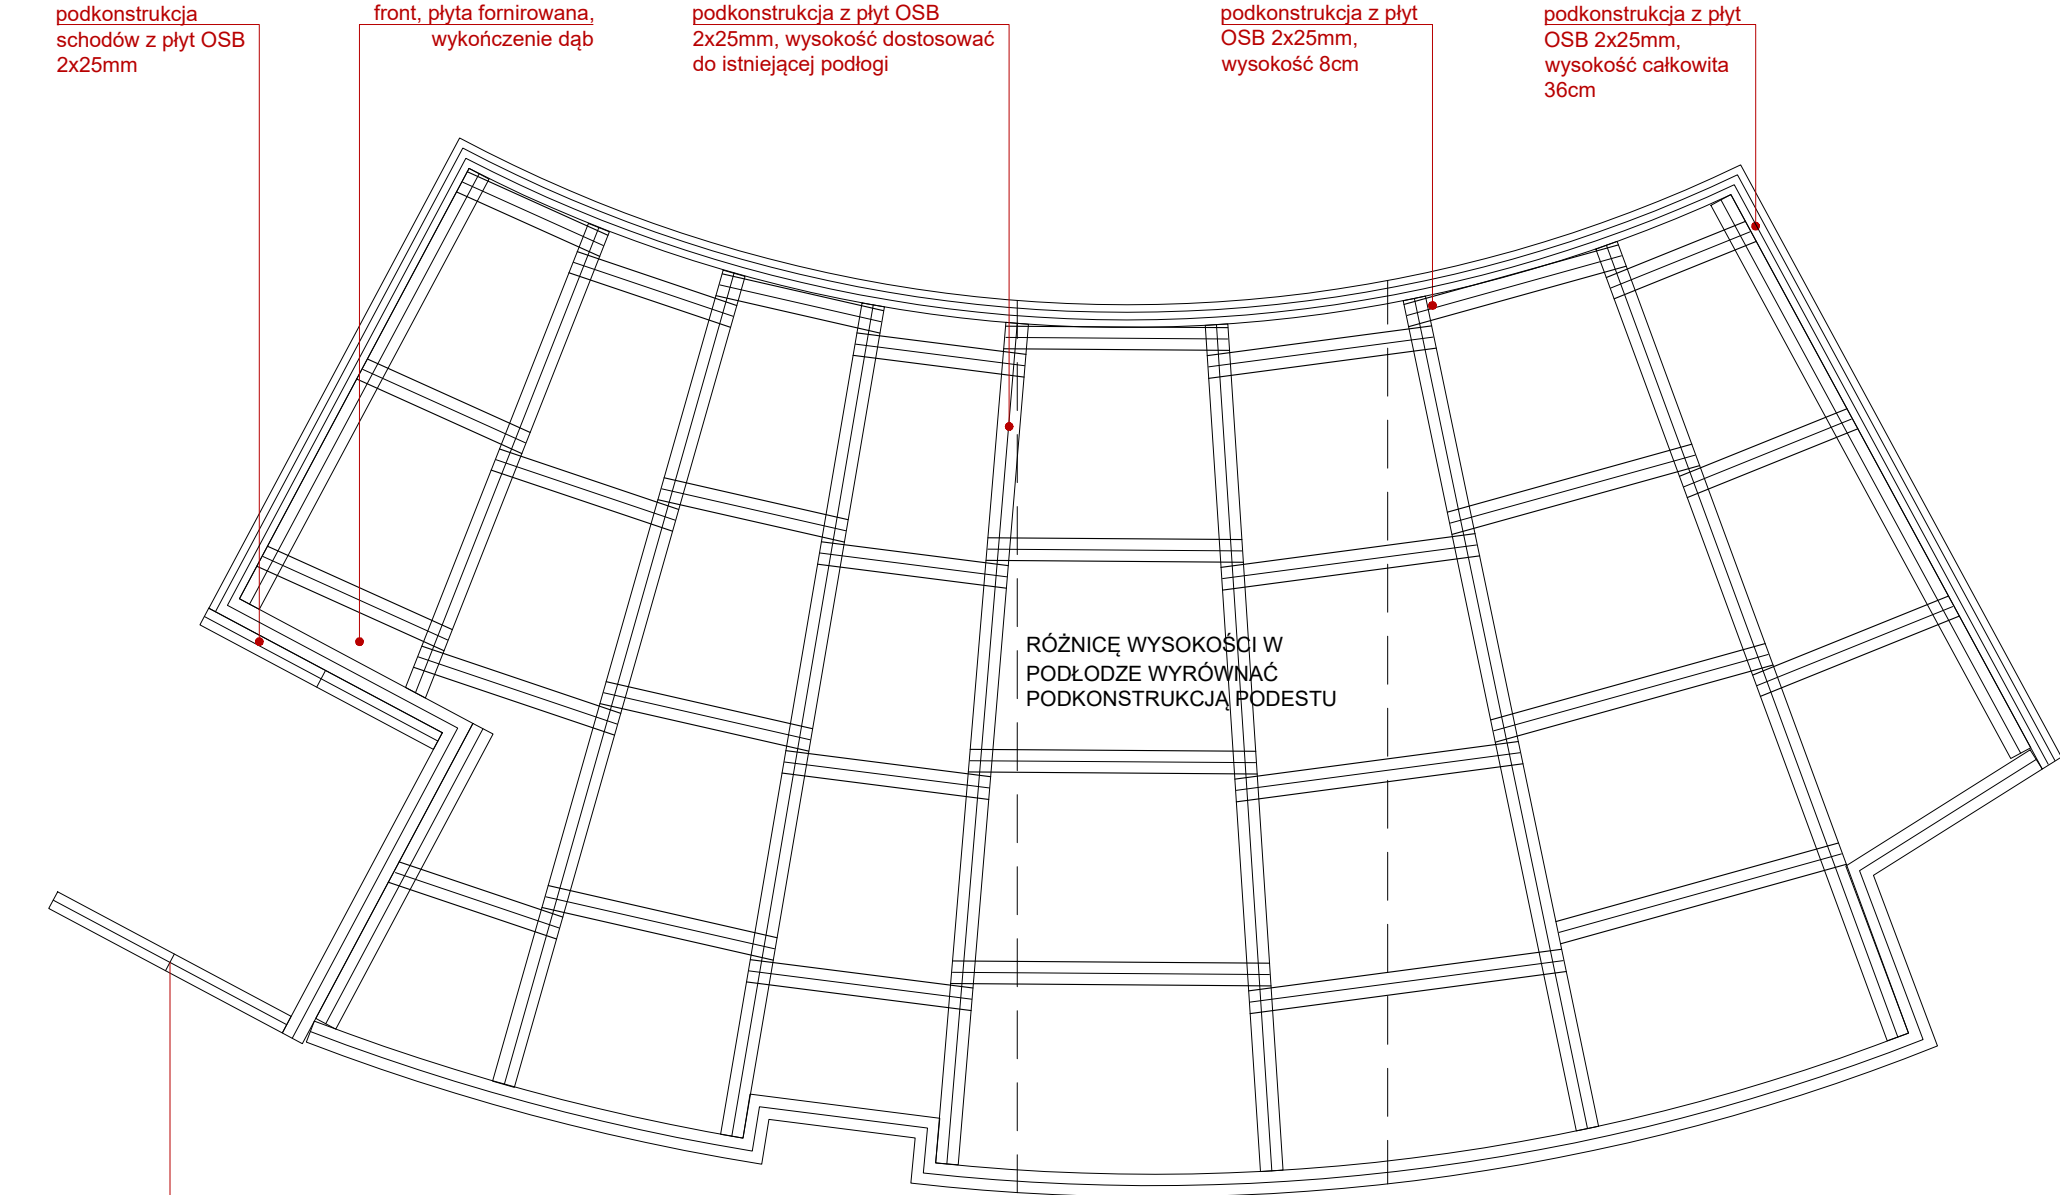 podkonstrukcja
schodów z płyt OSB
2x25mm
front, płyta fornirowana,
wykończenie dąb
podkonstrukcja z płyt OSB
2x25mm, wysokość dostosować
do istniejącej podłogi
podkonstrukcja z płyt
OSB 2x25mm,
wysokość 8cm
podkonstrukcja z płyt
OSB 2x25mm,
wysokość całkowita
36cm
RÓŻNICĘ WYSOKOŚCI W
PODŁODZE WYRÓWNAĆ
PODKONSTRUKCJĄ PODESTU